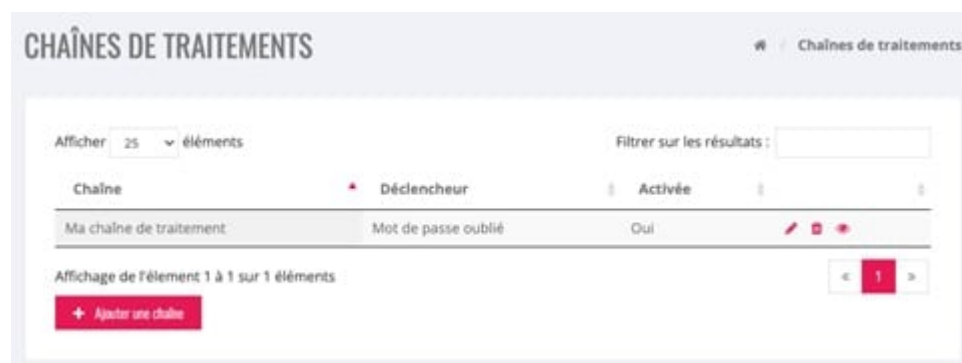 CHAÎNES DE TRAITEMENTS
/ Chaînes de traitements
Afficher 25 éléments
Filtrer sur les résultats :
Chaîne Déclencheur Activée
Ma chaîne de traitement Mot de passe oublié Oui
Affichage de l'élement 1 à 1 sur 1 éléments
« 1 »
+ Ajouter une chaîne